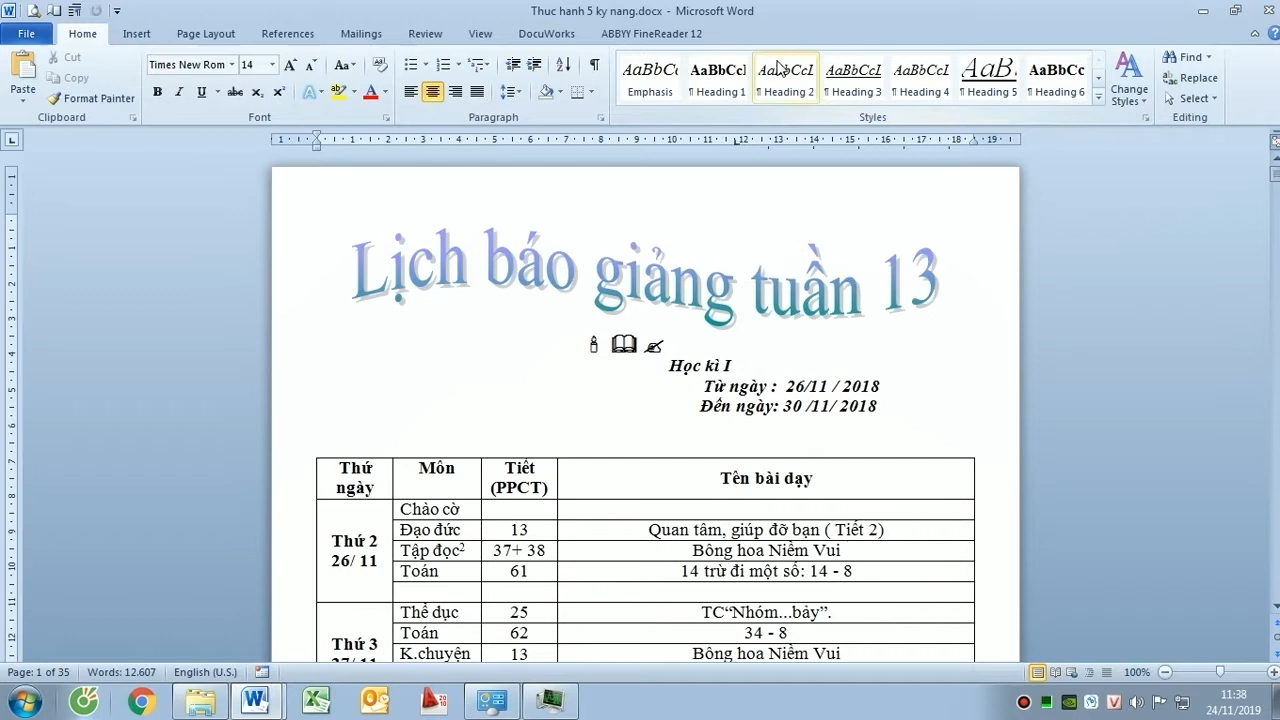 Thuc hanh 5 ky nang.docx - Microsoft Word
File Home Insert Page Layout References Mailings Review View DocuWorks ABBYY FineReader 12
Cut
Copy
Format Painter
Paste
Clipboard
Times New Rom 14
Font
Paragraph
AaBbCc AaBbCcI AaBbCcI AaBbCcI AaBbCcI AaB AaBbCc
Emphasis ¶ Heading 1 ¶ Heading 2 ¶ Heading 3 ¶ Heading 4 ¶ Heading 5 ¶ Heading 6
Change Styles
Styles
Find
Replace
Select
Editing
Lịch báo giảng tuần 13
Học kì I
Từ ngày : 26/11 / 2018
Đến ngày: 30 /11/ 2018
Thứ ngày Môn Tiết (PPCT) Tên bài dạy
Chào cờ
Thứ 2 26/ 11
Đạo đức 13 Quan tâm, giúp đỡ bạn ( Tiết 2)
Tập đọc2 37+ 38 Bông hoa Niềm Vui
Toán 61 14 trừ đi một số: 14 - 8
Thứ 3
Thể dục 25 TC“Nhóm...bảy”.
Toán 62 34 - 8
K.chuyện 13 Bông hoa Niềm Vui
Page: 1 of 35 Words: 12.607 English (U.S.) 100%
11:38
24/11/2019